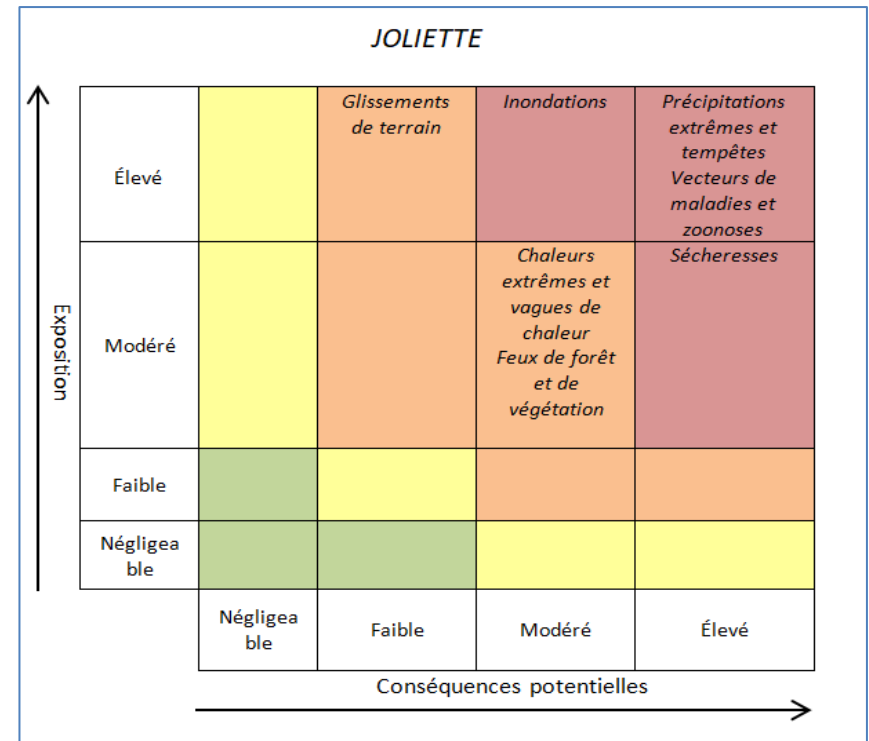 JOLIETTE
Exposition
Élevé
Glissements
de terrain
Inondations
Précipitations
extrêmes et
tempêtes
Vecteurs de
maladies et
zoonoses
Modéré
Chaleurs
extrêmes et
vagues de
chaleur
Feux de forêt
et de
végétation
Sécheresses
Faible
Négligea
ble
Négligea
ble
Faible
Modéré
Élevé
Conséquences potentielles